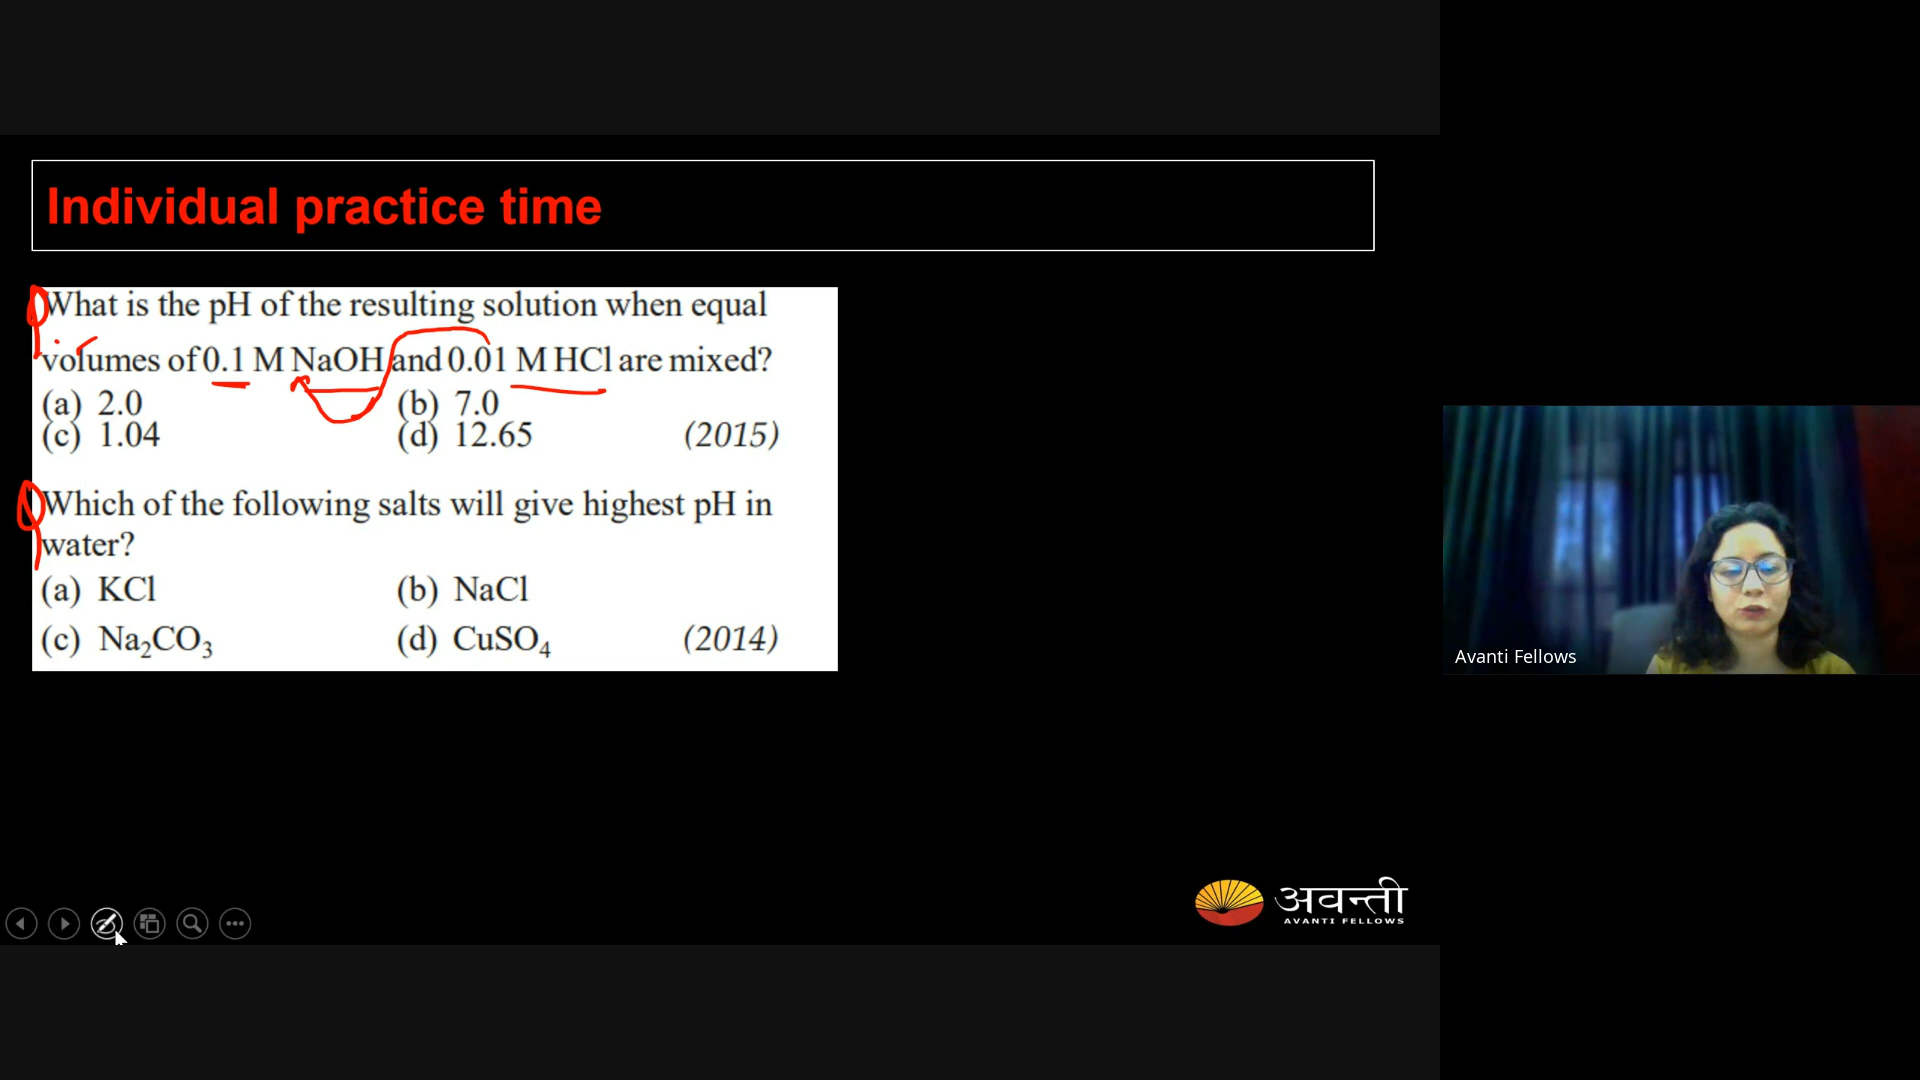 Individual practice time
What is the pH of the resulting solution when equal
volumes of 0.1 M NaOH and 0.01 M HCl are mixed?
(a) 2.0 (b) 7.0
(c) 1.04 (d) 12.65 (2015)
Which of the following salts will give highest pH in
water?
(a) KCl (b) NaCl
(c) Na₂CO₃ (d) CuSO₄ (2014)
Avanti Fellows
अवन्ती
AVANTI FELLOWS